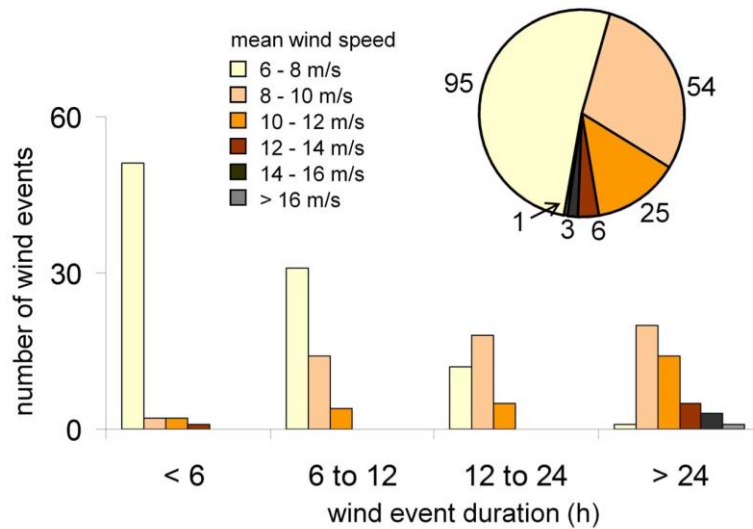 mean wind speed
6 - 8 m/s
8 - 10 m/s
10 - 12 m/s
12 - 14 m/s
14 - 16 m/s
> 16 m/s
95
54
25
6
3
1
number of wind events
60
30
0
< 6
6 to 12
12 to 24
> 24
wind event duration (h)